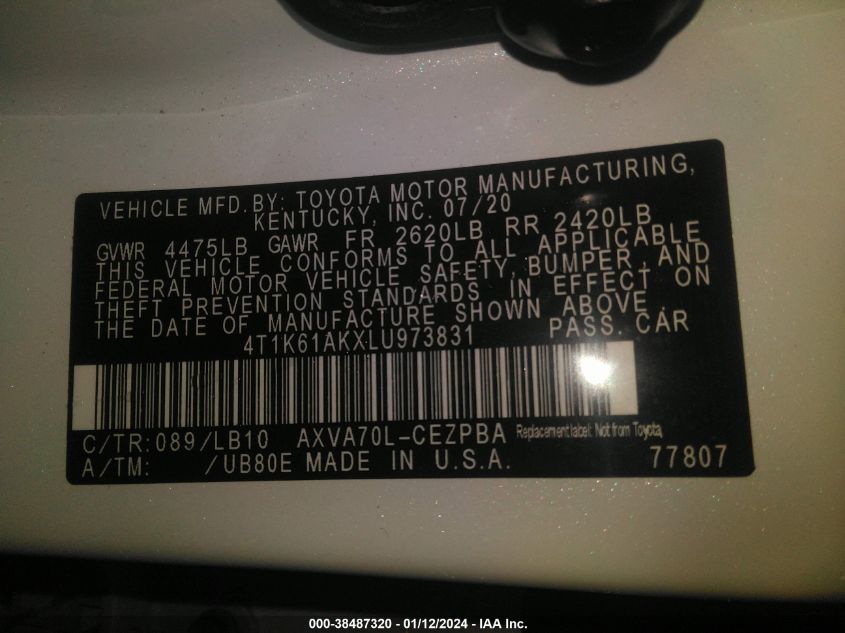 VEHICLE MFD. BY: TOYOTA MOTOR MANUFACTURING,
KENTUCKY, INC. 07/20
GVWR 4475LB GAWR FR 2620LB RR 2420LB
THIS VEHICLE CONFORMS TO ALL APPLICABLE
FEDERAL MOTOR VEHICLE SAFETY, BUMPER, AND
THEFT PREVENTION STANDARDS IN EFFECT ON
THE DATE OF MANUFACTURE SHOWN ABOVE.
4T1K61AKXLU973831 PASS. CAR
C/TR: 089/LB10 AXVA70L-CEZPBA Replacement label: Not from Toyota,
A/TM: /UB80E MADE IN U.S.A. 77807
000-38487320 - 01/12/2024 - IAA Inc.